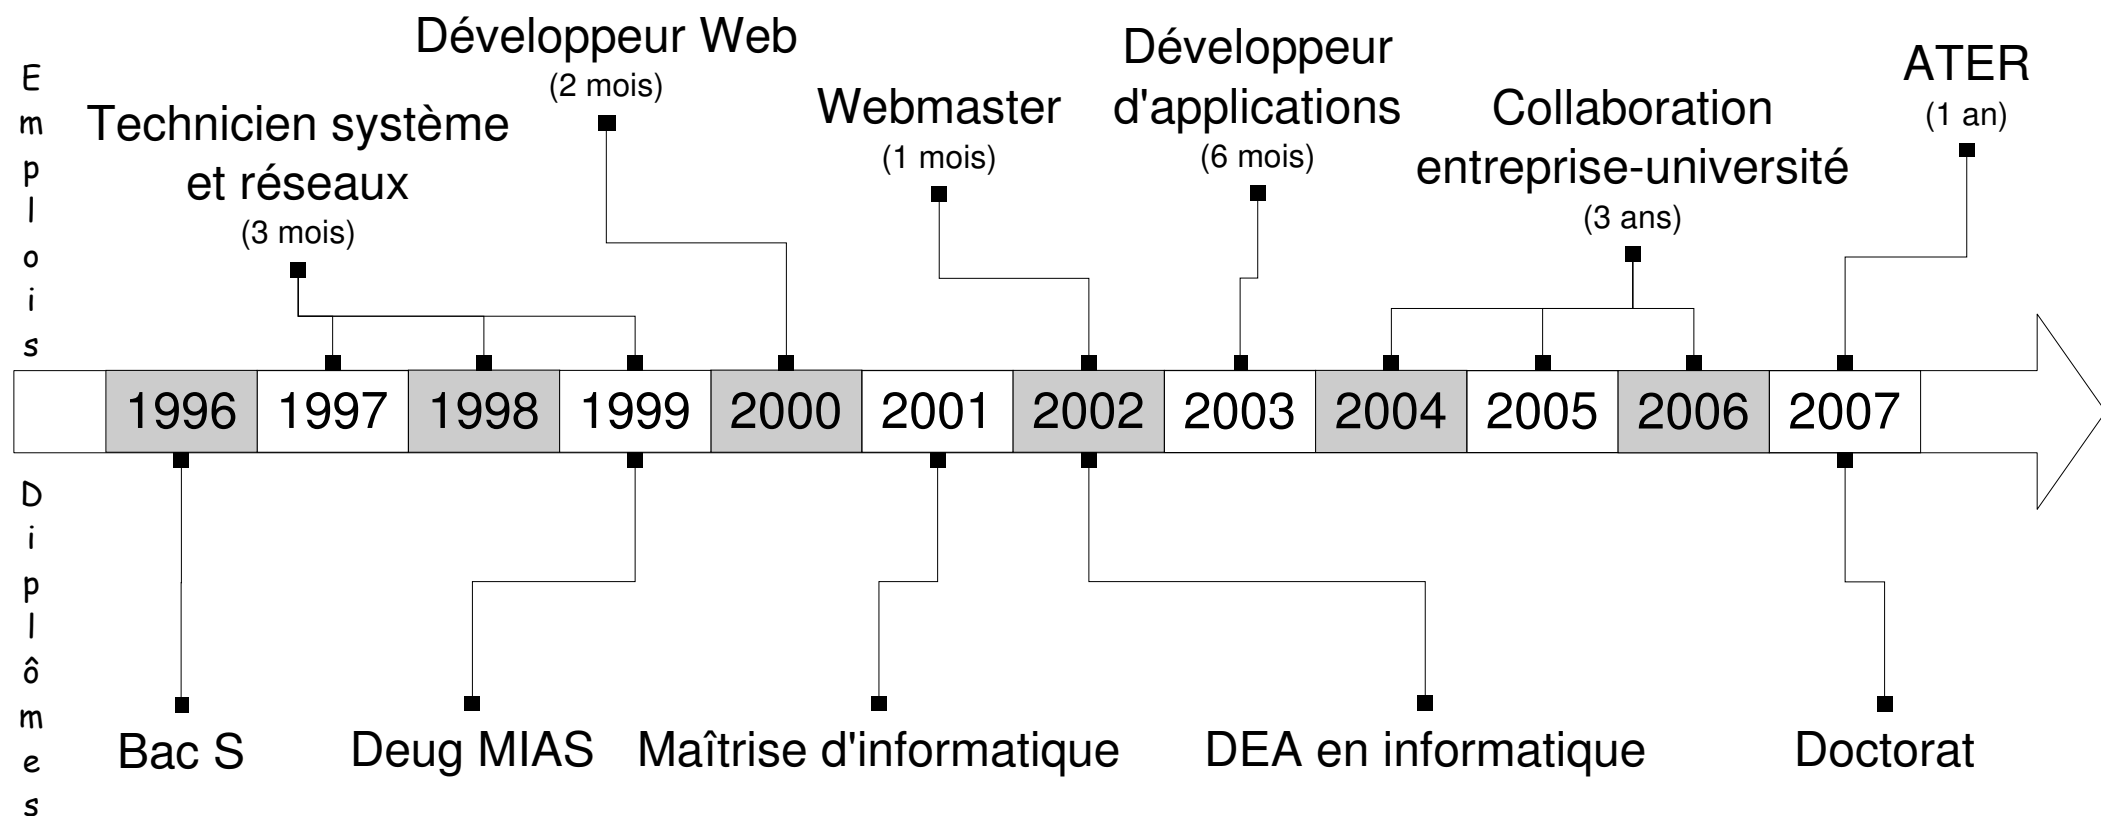 Emplois
Développeur Web
(2 mois)
Technicien système
et réseaux
(3 mois)
Webmaster
(1 mois)
Développeur
d'applications
(6 mois)
Collaboration
entreprise-université
(3 ans)
ATER
(1 an)
1996 1997 1998 1999 2000 2001 2002 2003 2004 2005 2006 2007
Diplômes
Bac S
Deug MIAS
Maîtrise d'informatique
DEA en informatique
Doctorat